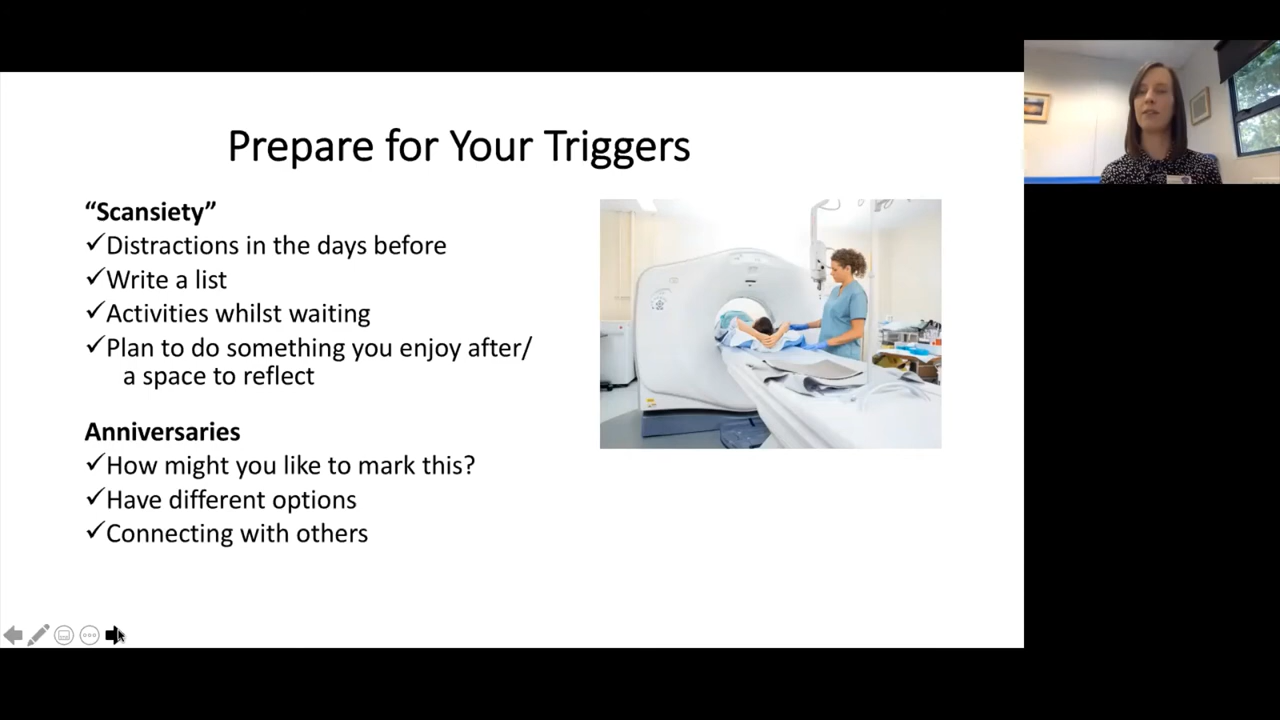 Prepare for Your Triggers
“Scansiety”
✓Distractions in the days before
✓Write a list
✓Activities whilst waiting
✓Plan to do something you enjoy after/
a space to reflect
Anniversaries
✓How might you like to mark this?
✓Have different options
✓Connecting with others